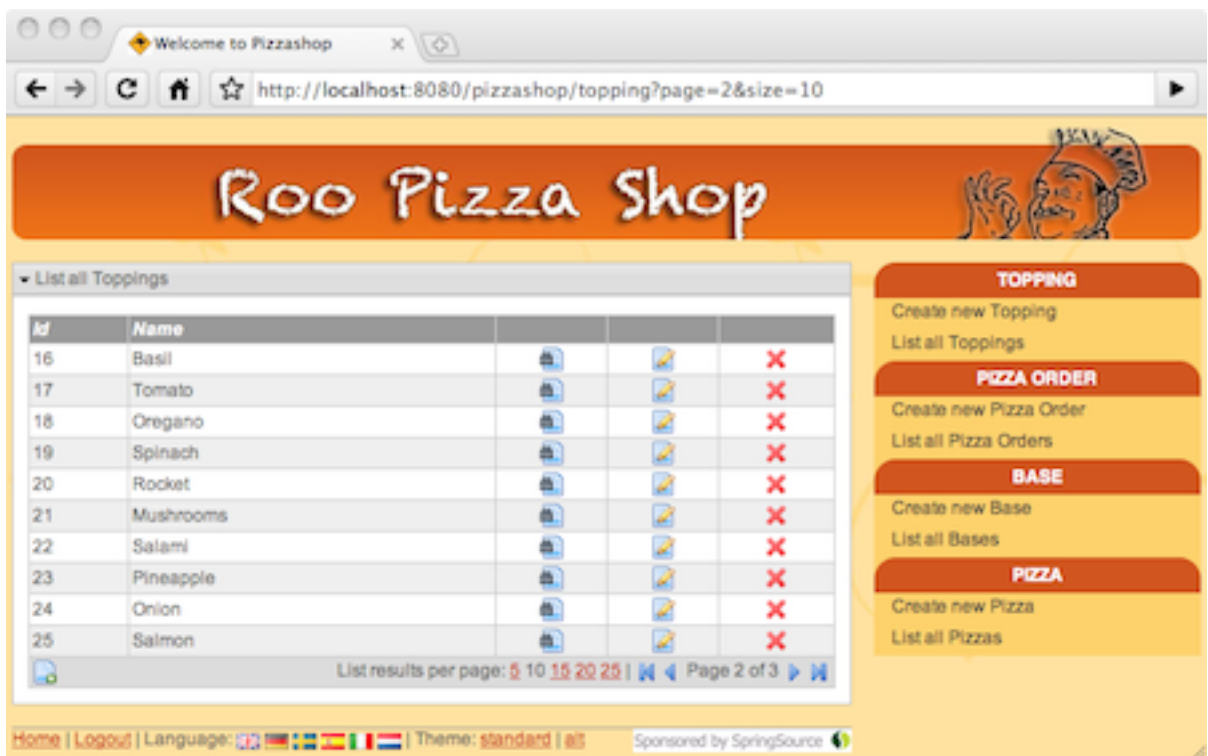 Welcome to Pizzashop
http://localhost:8080/pizzashop/topping?page=2&size=10
Roo Pizza Shop
List all Toppings
Id Name
16 Basil
17 Tomato
18 Oregano
19 Spinach
20 Rocket
21 Mushrooms
22 Salami
23 Pineapple
24 Onion
25 Salmon
List results per page: 5 10 15 20 25 | Page 2 of 3
TOPPING
Create new Topping
List all Toppings
PIZZA ORDER
Create new Pizza Order
List all Pizza Orders
BASE
Create new Base
List all Bases
PIZZA
Create new Pizza
List all Pizzas
Home | Logout | Language: | Theme: standard | alt
Sponsored by SpringSource